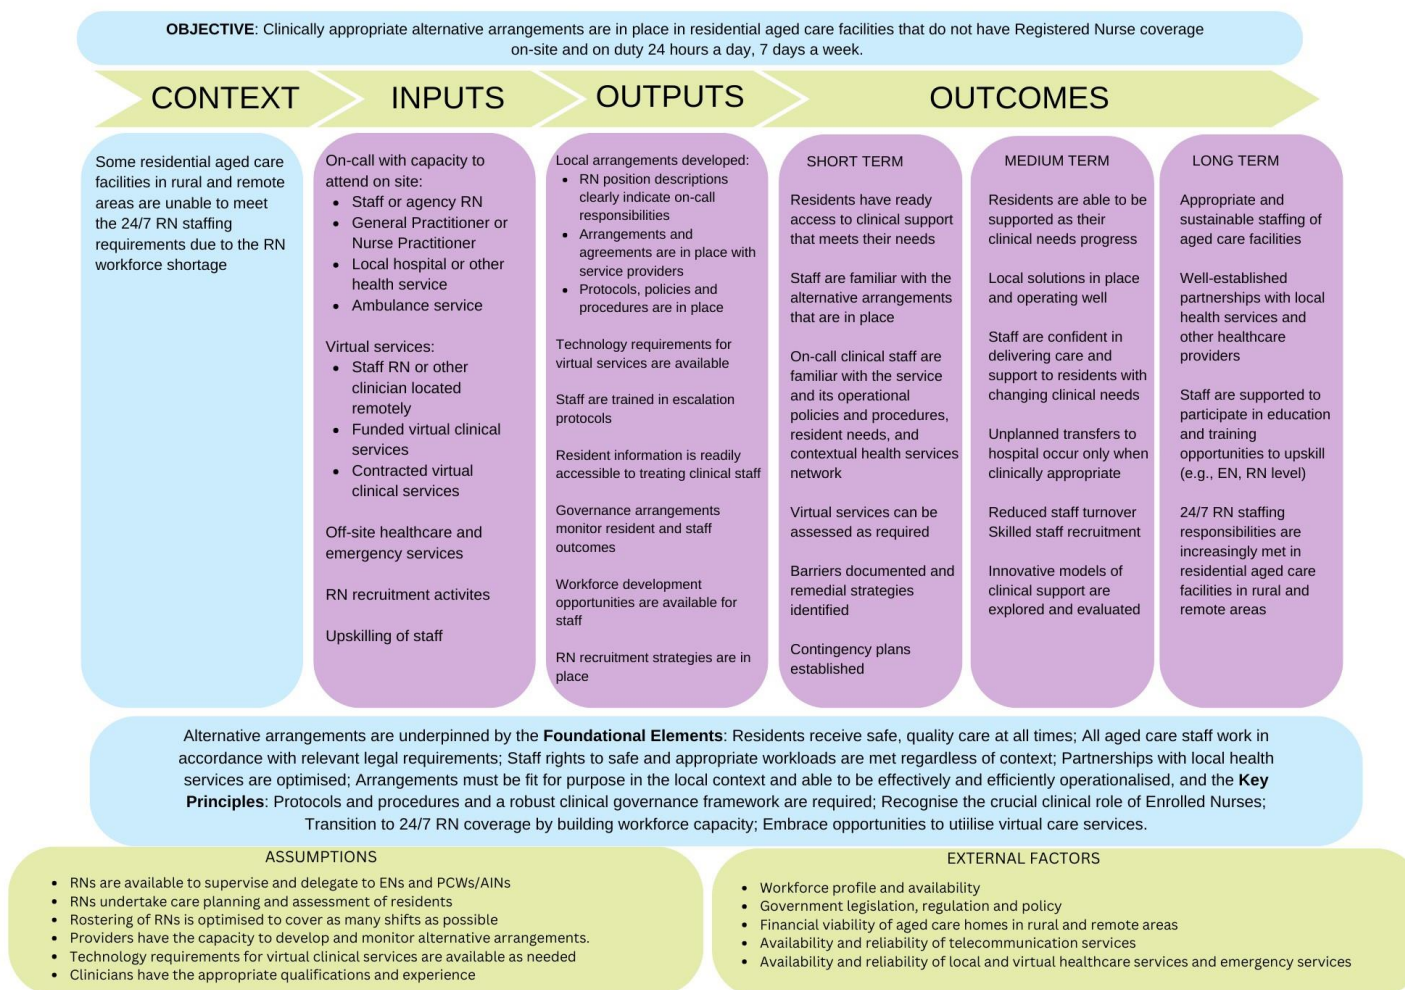 OBJECTIVE: Clinically appropriate alternative arrangements are in place in residential aged care facilities that do not have Registered Nurse coverage
on-site and on duty 24 hours a day, 7 days a week.
CONTEXT
INPUTS
OUTPUTS
OUTCOMES
Some residential aged care
facilities in rural and remote
areas are unable to meet
the 24/7 RN staffing
requirements due to the RN
workforce shortage
On-call with capacity to
attend on site:
• Staff or agency RN
• General Practitioner or
Nurse Practitioner
• Local hospital or other
health service
• Ambulance service
Virtual services:
• Staff RN or other
clinician located
remotely
• Funded virtual clinical
services
• Contracted virtual
clinical services
Off-site healthcare and
emergency services
RN recruitment activites
Upskilling of staff
Local arrangements developed:
• RN position descriptions
clearly indicate on-call
responsibilities
• Arrangements and
agreements are in place with
service providers
• Protocols, policies and
procedures are in place
Technology requirements for
virtual services are available
Staff are trained in escalation
protocols
Resident information is readily
accessible to treating clinical staff
Governance arrangements
monitor resident and staff
outcomes
Workforce development
opportunities are available for
staff
RN recruitment strategies are in
place
SHORT TERM
Residents have ready
access to clinical support
that meets their needs
Staff are familiar with the
alternative arrangements
that are in place
On-call clinical staff are
familiar with the service
and its operational
policies and procedures,
resident needs, and
contextual health services
network
Virtual services can be
assessed as required
Barriers documented and
remedial strategies
identified
Contingency plans
established
MEDIUM TERM
Residents are able to be
supported as their
clinical needs progress
Local solutions in place
and operating well
Staff are confident in
delivering care and
support to residents with
changing clinical needs
Unplanned transfers to
hospital occur only when
clinically appropriate
Reduced staff turnover
Skilled staff recruitment
Innovative models of
clinical support are
explored and evaluated
LONG TERM
Appropriate and
sustainable staffing of
aged care facilities
Well-established
partnerships with local
health services and
other healthcare
providers
Staff are supported to
participate in education
and training
opportunities to upskill
(e.g., EN, RN level)
24/7 RN staffing
responsibilities are
increasingly met in
residential aged care
facilities in rural and
remote areas
Alternative arrangements are underpinned by the Foundational Elements: Residents receive safe, quality care at all times; All aged care staff work in
accordance with relevant legal requirements; Staff rights to safe and appropriate workloads are met regardless of context; Partnerships with local health
services are optimised; Arrangements must be fit for purpose in the local context and able to be effectively and efficiently operationalised, and the Key
Principles: Protocols and procedures and a robust clinical governance framework are required; Recognise the crucial clinical role of Enrolled Nurses;
Transition to 24/7 RN coverage by building workforce capacity; Embrace opportunities to utiilise virtual care services.
ASSUMPTIONS
• RNs are available to supervise and delegate to ENs and PCWs/AINs
• RNs undertake care planning and assessment of residents
• Rostering of RNs is optimised to cover as many shifts as possible
• Providers have the capacity to develop and monitor alternative arrangements.
• Technology requirements for virtual clinical services are available as needed
• Clinicians have the appropriate qualifications and experience
EXTERNAL FACTORS
• Workforce profile and availability
• Government legislation, regulation and policy
• Financial viability of aged care homes in rural and remote areas
• Availability and reliability of telecommunication services
• Availability and reliability of local and virtual healthcare services and emergency services